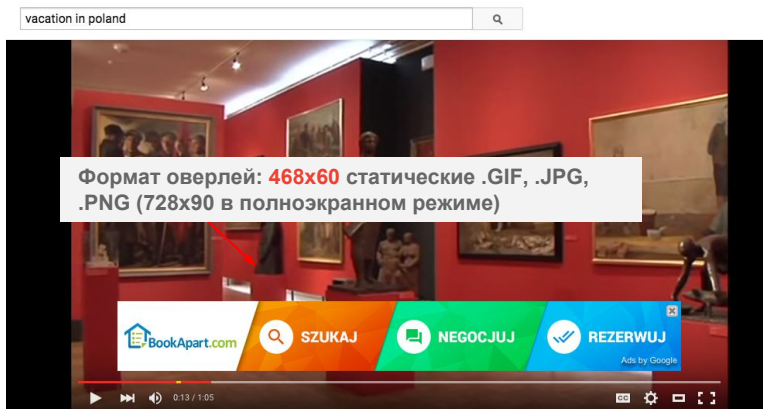 vacation in poland
Формат оверлей: 468x60 статические .GIF, .JPG,
.PNG (728x90 в полноэкранном режиме)
BookApart.com
SZUKAJ
NEGOCJUJ
REZERWUJ
Ads by Google
0:13 / 1:05
CC